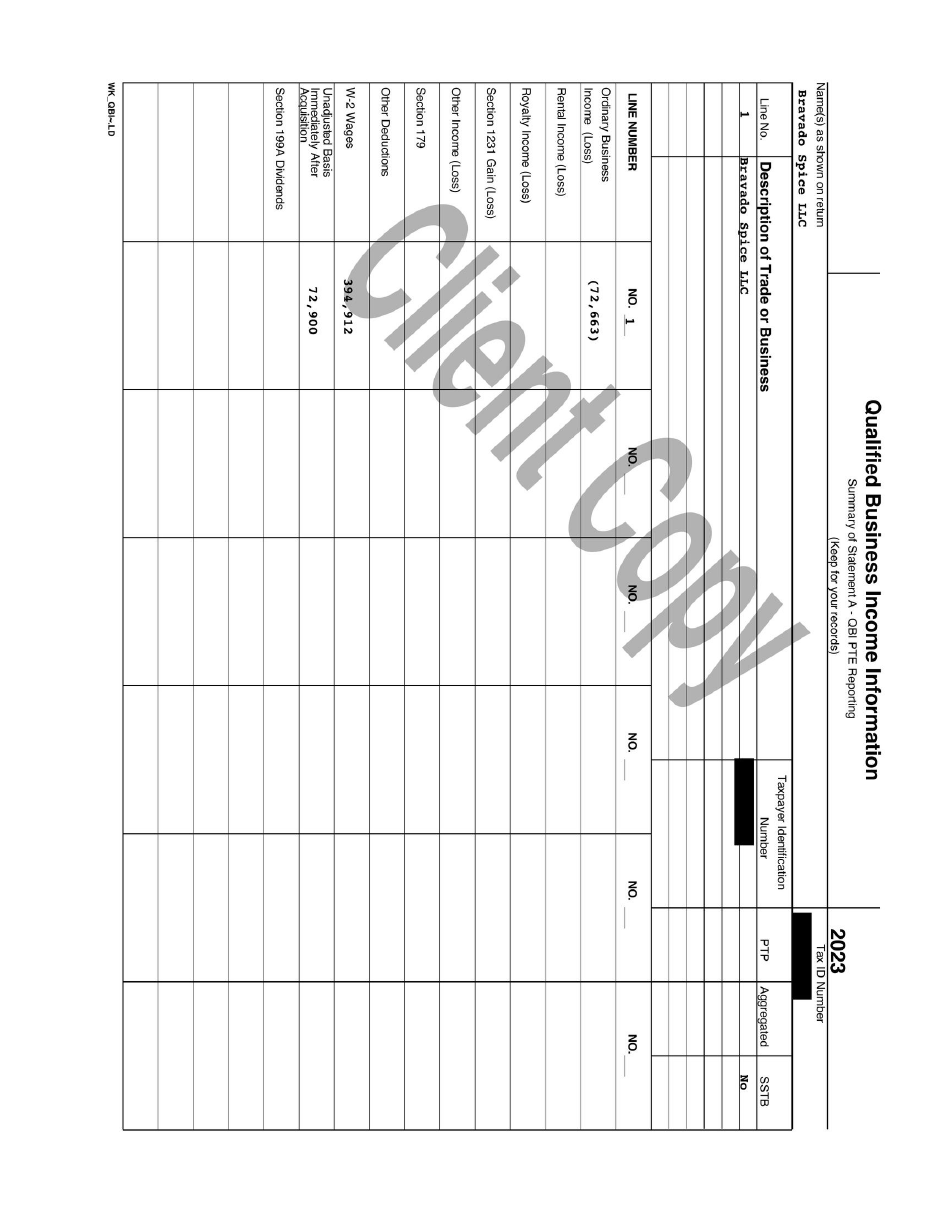 Qualified Business Income Information
Summary of Statement A - QBI PTE Reporting
(Keep for your records)
2023
Name(s) as shown on return
Tax ID Number
Bravado Spice LLC
Line No. Description of Trade or Business Taxpayer Identification Number PTP Aggregated SSTB
1 Bravado Spice LLC No
LINE NUMBER NO. 1 NO. NO. NO. NO. NO.
Ordinary Business
Income (Loss) (72,663)
Rental Income (Loss)
Royalty Income (Loss)
Section 1231 Gain (Loss)
Other Income (Loss)
Section 179
Other Deductions
W-2 Wages 394,912
Unadjusted Basis
Immediately After
Acquisition 72,900
Section 199A Dividends
WK_QBI~.LD
Client Copy